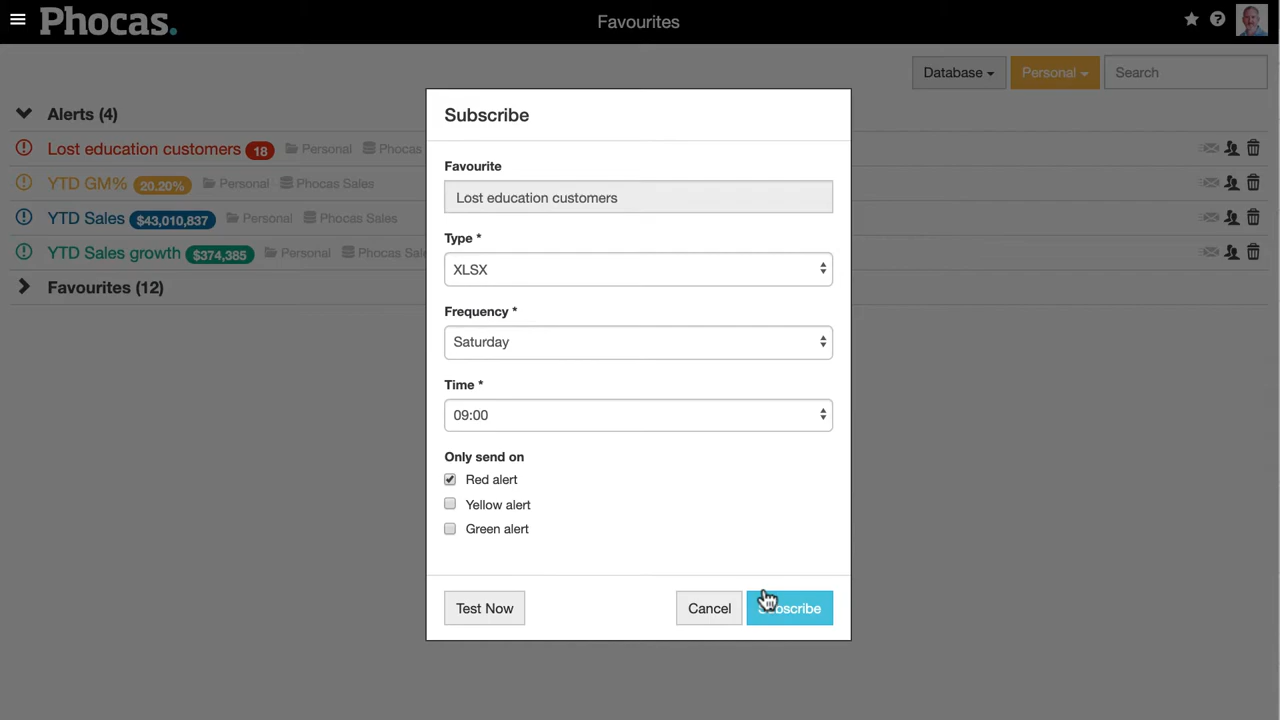 Phocas.
Favourites
Database
Personal
Search
Alerts (4)
Lost education customers 18 Personal Phocas
YTD GM% 20.20% Personal Phocas Sales
YTD Sales $43,010,837 Personal Phocas Sales
YTD Sales growth $374,385 Personal Phocas Sale
Favourites (12)
Subscribe
Favourite
Lost education customers
Type *
XLSX
Frequency *
Saturday
Time *
09:00
Only send on
Red alert
Yellow alert
Green alert
Test Now
Cancel
Subscribe